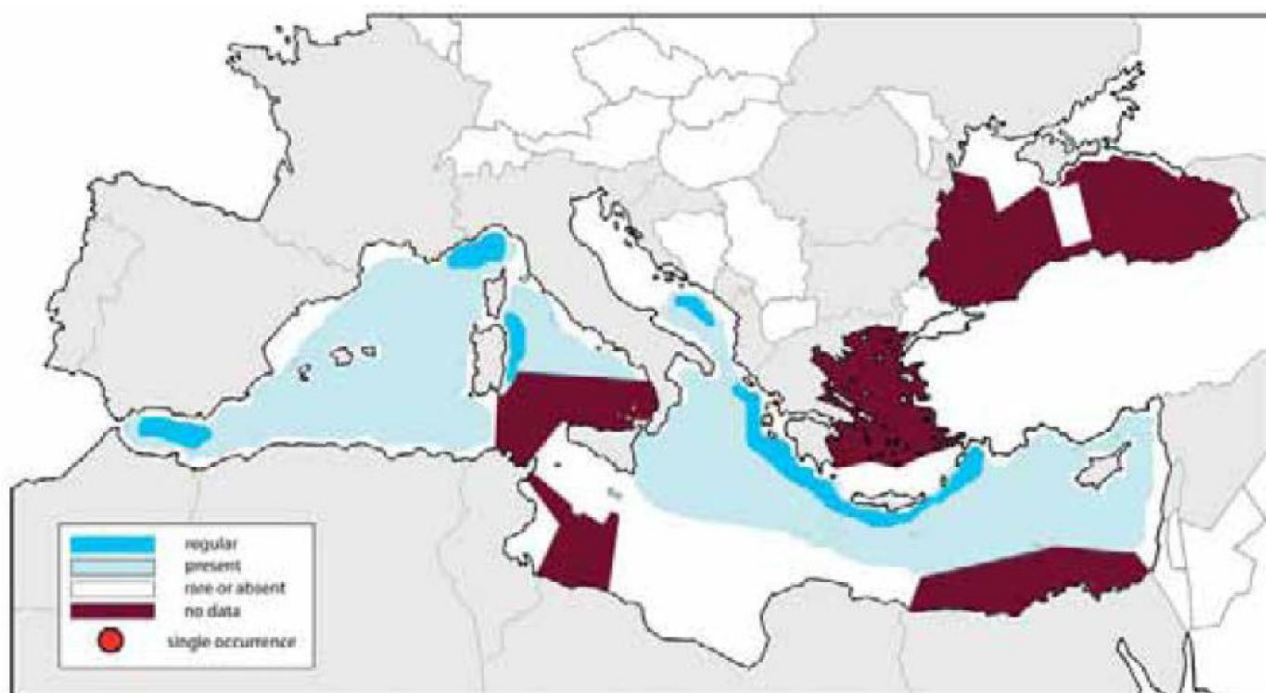 regular
present
rare or absent
no data
single occurrence